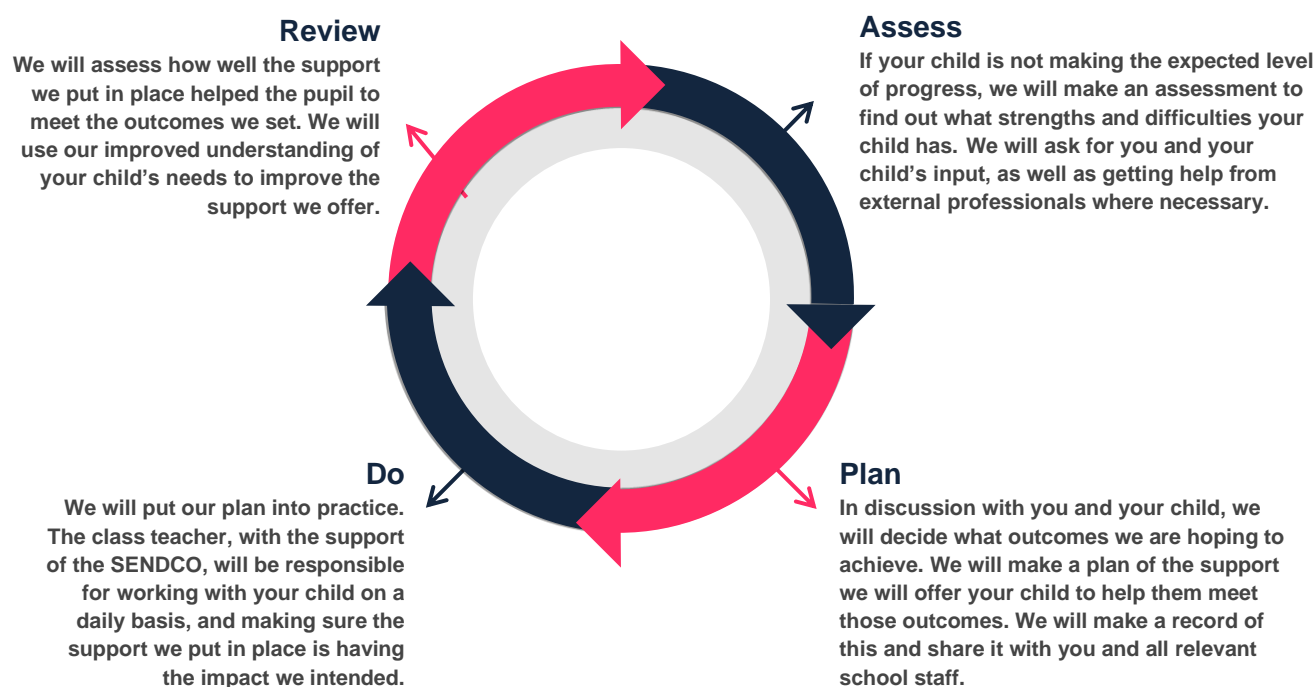 Review
We will assess how well the support
we put in place helped the pupil to
meet the outcomes we set. We will
use our improved understanding of
your child’s needs to improve the
support we offer.
Assess
If your child is not making the expected level
of progress, we will make an assessment to
find out what strengths and difficulties your
child has. We will ask for you and your
child’s input, as well as getting help from
external professionals where necessary.
Do
We will put our plan into practice.
The class teacher, with the support
of the SENDCO, will be responsible
for working with your child on a
daily basis, and making sure the
support we put in place is having
the impact we intended.
Plan
In discussion with you and your child, we
will decide what outcomes we are hoping to
achieve. We will make a plan of the support
we will offer your child to help them meet
those outcomes. We will make a record of
this and share it with you and all relevant
school staff.